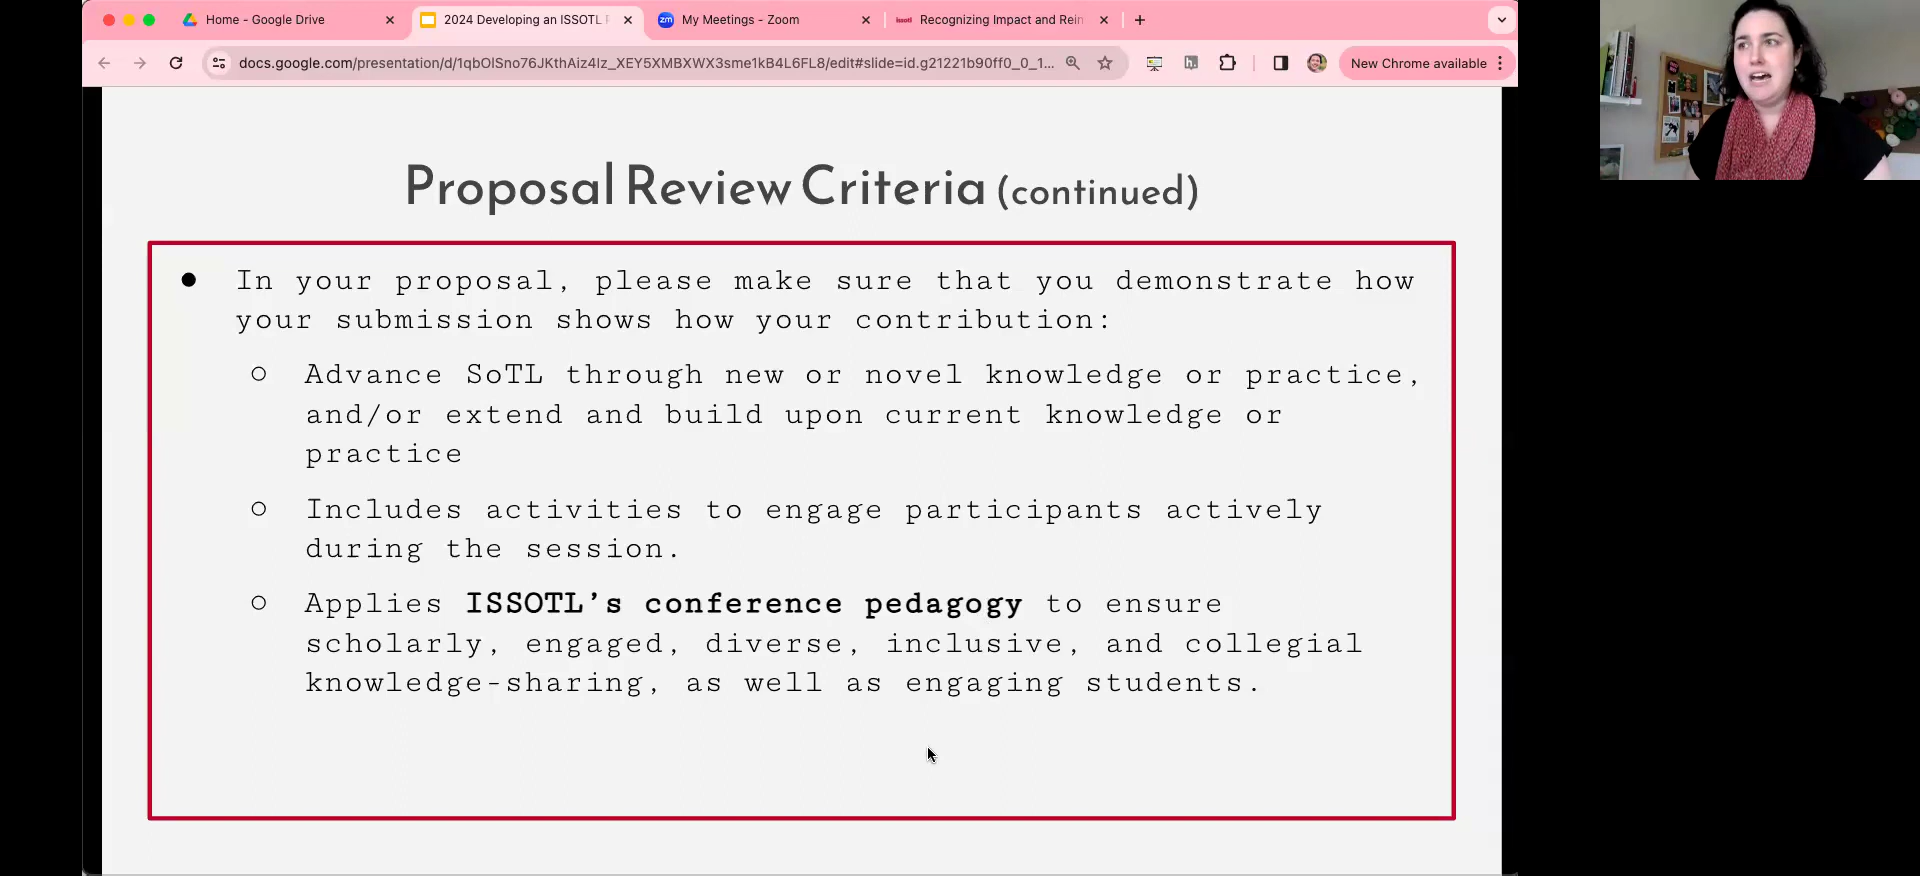 Home - Google Drive
2024 Developing an ISSOTL
My Meetings - Zoom
issotl
Recognizing Impact and Rein
docs.google.com/presentation/d/1qbOlSno76JKthAiz4Iz_XEY5XMBXWX3sme1kB4L6FL8/edit#slide=id.g21221b90ff0_0_1...
New Chrome available
Proposal Review Criteria (continued)
In your proposal, please make sure that you demonstrate how
your submission shows how your contribution:
Advance SoTL through new or novel knowledge or practice,
and/or extend and build upon current knowledge or
practice
Includes activities to engage participants actively
during the session.
Applies ISSOTL's conference pedagogy to ensure
scholarly, engaged, diverse, inclusive, and collegial
knowledge-sharing, as well as engaging students.